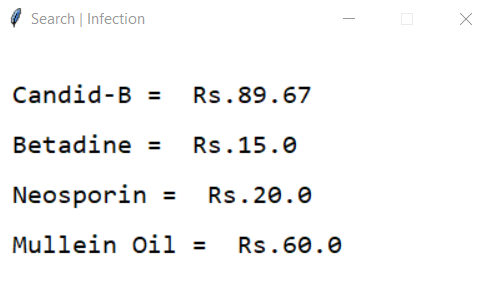 Search | Infection
Candid-B =  Rs.89.67
Betadine =  Rs.15.0
Neosporin =  Rs.20.0
Mullein Oil =  Rs.60.0